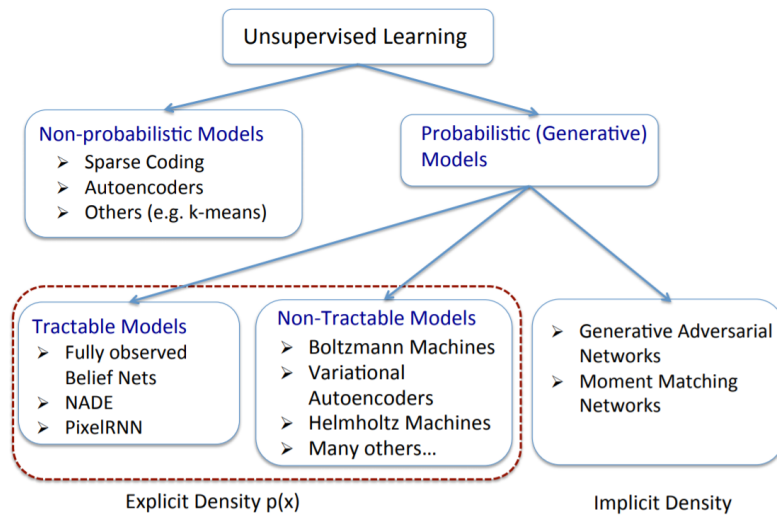 Unsupervised Learning
Non-probabilistic Models
➢ Sparse Coding
➢ Autoencoders
➢ Others (e.g. k-means)
Probabilistic (Generative)
Models
Tractable Models
➢ Fully observed
Belief Nets
➢ NADE
➢ PixelRNN
Non-Tractable Models
➢ Boltzmann Machines
➢ Variational
Autoencoders
➢ Helmholtz Machines
➢ Many others…
➢ Generative Adversarial
Networks
➢ Moment Matching
Networks
Explicit Density p(x)
Implicit Density